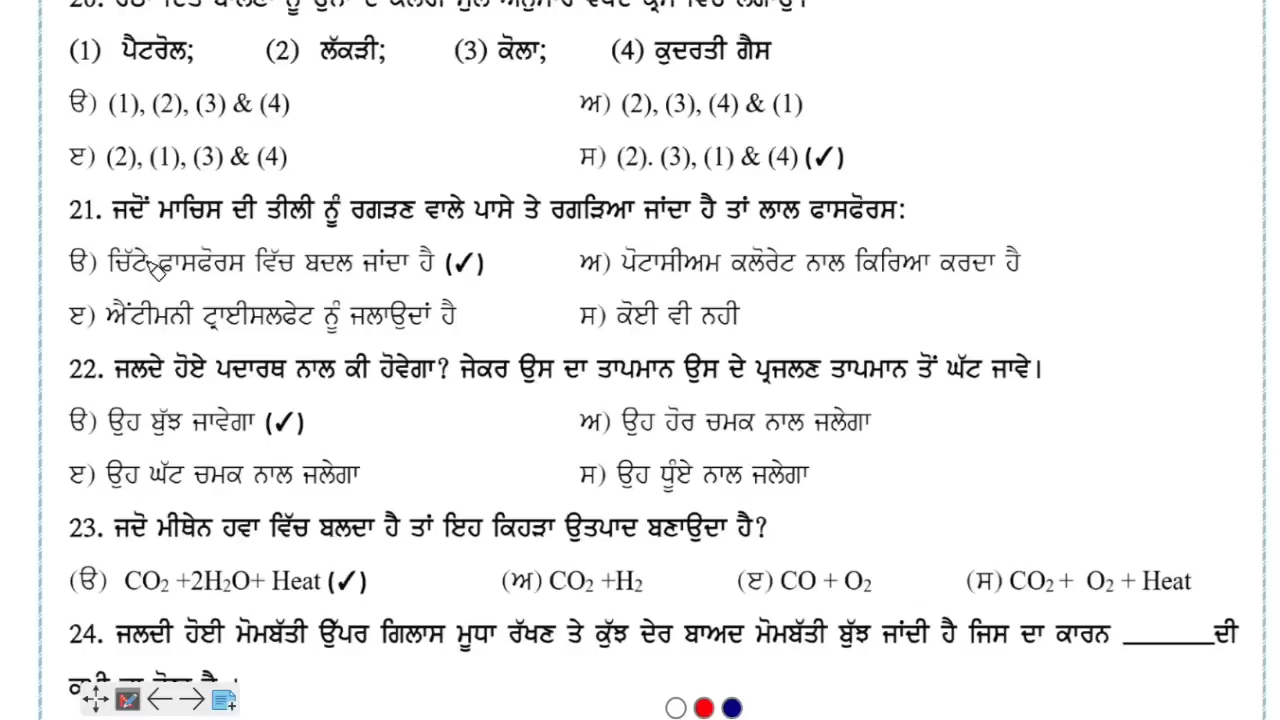 (1) ਪੈਟਰੋਲ; (2) ਲੱਕੜੀ; (3) ਕੋਲਾ; (4) ਕੁਦਰਤੀ ਗੈਸ
ੳ) (1), (2), (3) & (4) ਅ) (2), (3), (4) & (1)
ੲ) (2), (1), (3) & (4) ਸ) (2). (3), (1) & (4) (✓)
21. ਜਦੋਂ ਮਾਚਿਸ ਦੀ ਤੀਲੀ ਨੂੰ ਰਗੜਣ ਵਾਲੇ ਪਾਸੇ ਤੇ ਰਗੜਿਆ ਜਾਂਦਾ ਹੈ ਤਾਂ ਲਾਲ ਫਾਸਫੋਰਸ:
ੳ) ਚਿੱਟੇ ਫਾਸਫੋਰਸ ਵਿੱਚ ਬਦਲ ਜਾਂਦਾ ਹੈ (✓) ਅ) ਪੋਟਾਸੀਅਮ ਕਲੋਰੇਟ ਨਾਲ ਕਿਰਿਆ ਕਰਦਾ ਹੈ
ੲ) ਐਂਟੀਮਨੀ ਟ੍ਰਾਈਸਲਫੇਟ ਨੂੰ ਜਲਾਉਦਾਂ ਹੈ ਸ) ਕੋਈ ਵੀ ਨਹੀ
22. ਜਲਦੇ ਹੋਏ ਪਦਾਰਥ ਨਾਲ ਕੀ ਹੋਵੇਗਾ? ਜੇਕਰ ਉਸ ਦਾ ਤਾਪਮਾਨ ਉਸ ਦੇ ਪ੍ਰਜਲਣ ਤਾਪਮਾਨ ਤੋਂ ਘੱਟ ਜਾਵੇ।
ੳ) ਉਹ ਬੁੱਝ ਜਾਵੇਗਾ (✓) ਅ) ਉਹ ਹੋਰ ਚਮਕ ਨਾਲ ਜਲੇਗਾ
ੲ) ਉਹ ਘੱਟ ਚਮਕ ਨਾਲ ਜਲੇਗਾ ਸ) ਉਹ ਧੂੰਏ ਨਾਲ ਜਲੇਗਾ
23. ਜਦੋ ਮੀਥੇਨ ਹਵਾ ਵਿੱਚ ਬਲਦਾ ਹੈ ਤਾਂ ਇਹ ਕਿਹੜਾ ਉਤਪਾਦ ਬਣਾਉਦਾ ਹੈ?
(ੳ) CO₂ +2H₂O+ Heat (✓) (ਅ) CO₂ +H₂ (ੲ) CO + O₂ (ਸ) CO₂ + O₂ + Heat
24. ਜਲਦੀ ਹੋਈ ਮੋਮਬੱਤੀ ਉੱਪਰ ਗਿਲਾਸ ਮੂਧਾ ਰੱਖਣ ਤੇ ਕੁੱਝ ਦੇਰ ਬਾਅਦ ਮੋਮਬੱਤੀ ਬੁੱਝ ਜਾਂਦੀ ਹੈ ਜਿਸ ਦਾ ਕਾਰਨ _______ਦੀ